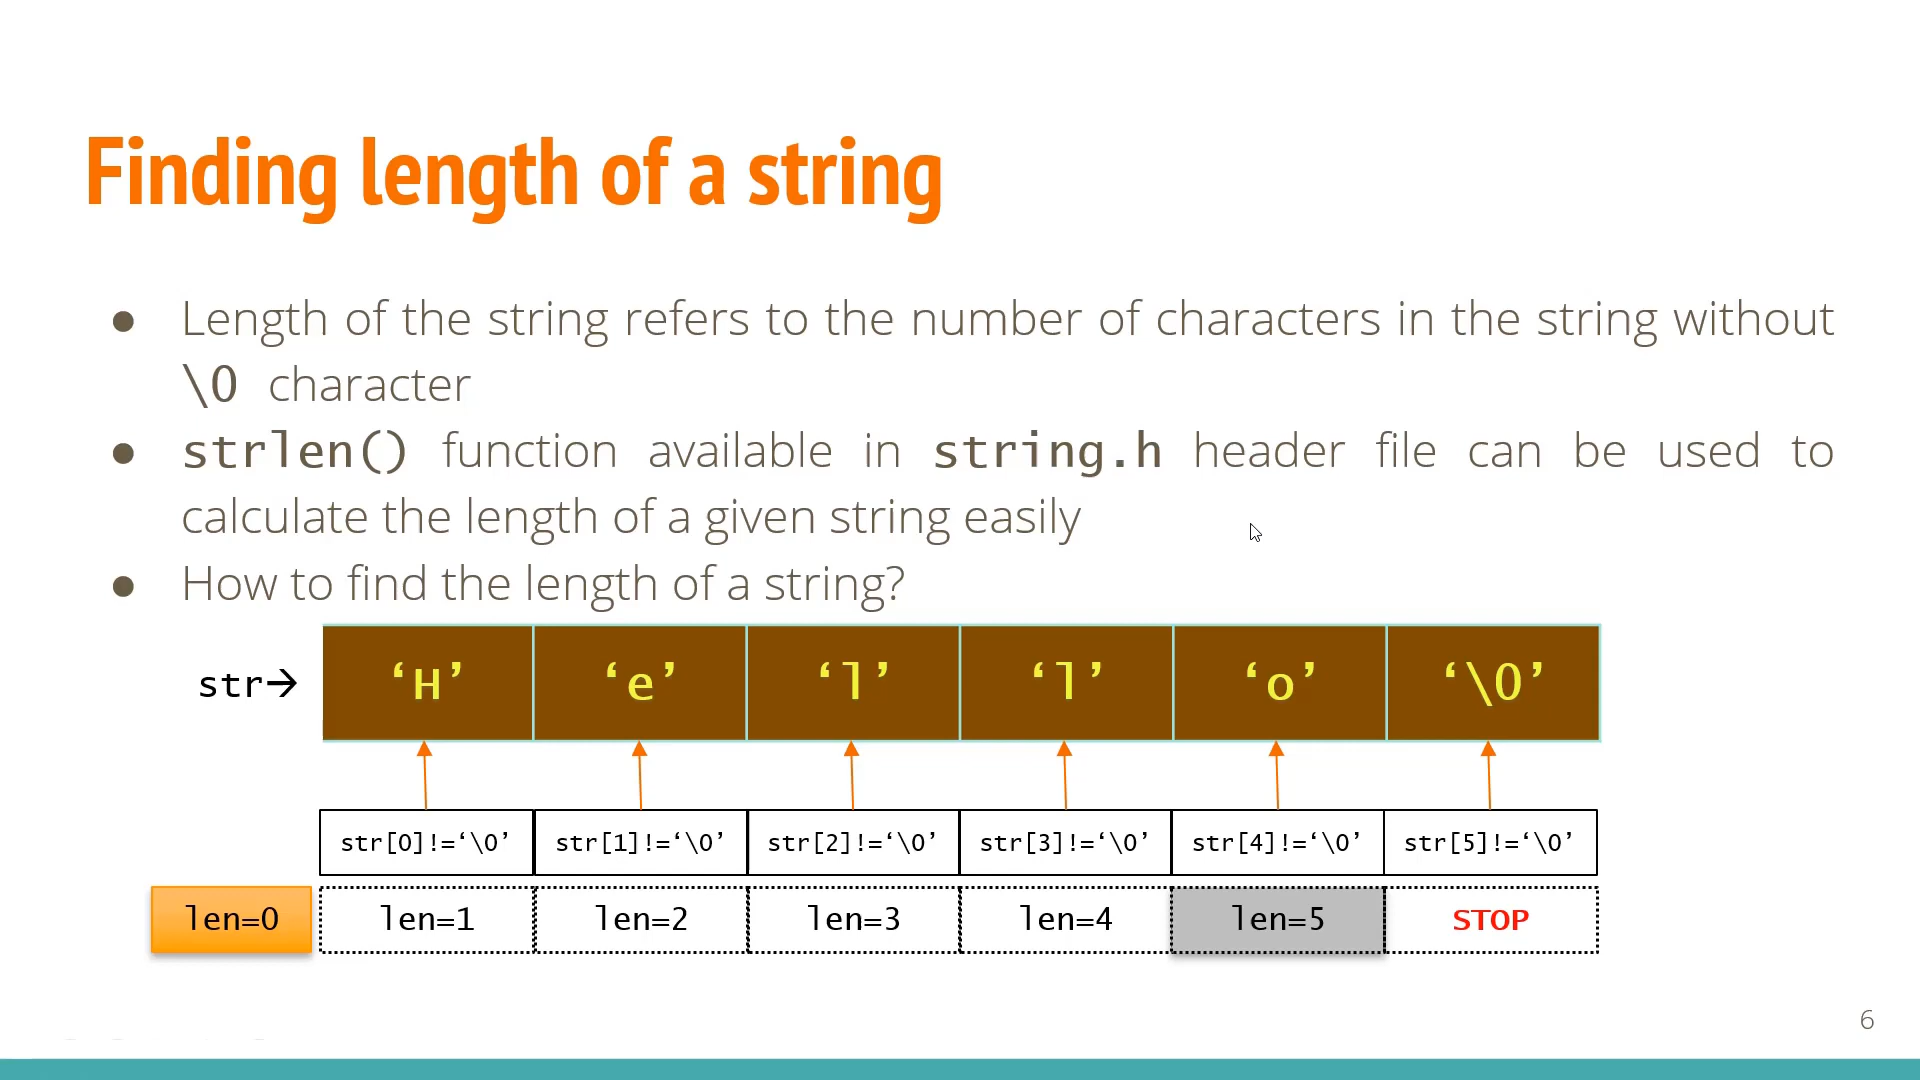 Finding length of a string
● Length of the string refers to the number of characters in the string without
\0 character
● strlen() function available in string.h header file can be used to
calculate the length of a given string easily
● How to find the length of a string?
str→ ‘H’ ‘e’ ‘l’ ‘l’ ‘o’ ‘\0’
str[0]!=‘\0’ str[1]!=‘\0’ str[2]!=‘\0’ str[3]!=‘\0’ str[4]!=‘\0’ str[5]!=‘\0’
len=0 len=1 len=2 len=3 len=4 len=5 STOP
6